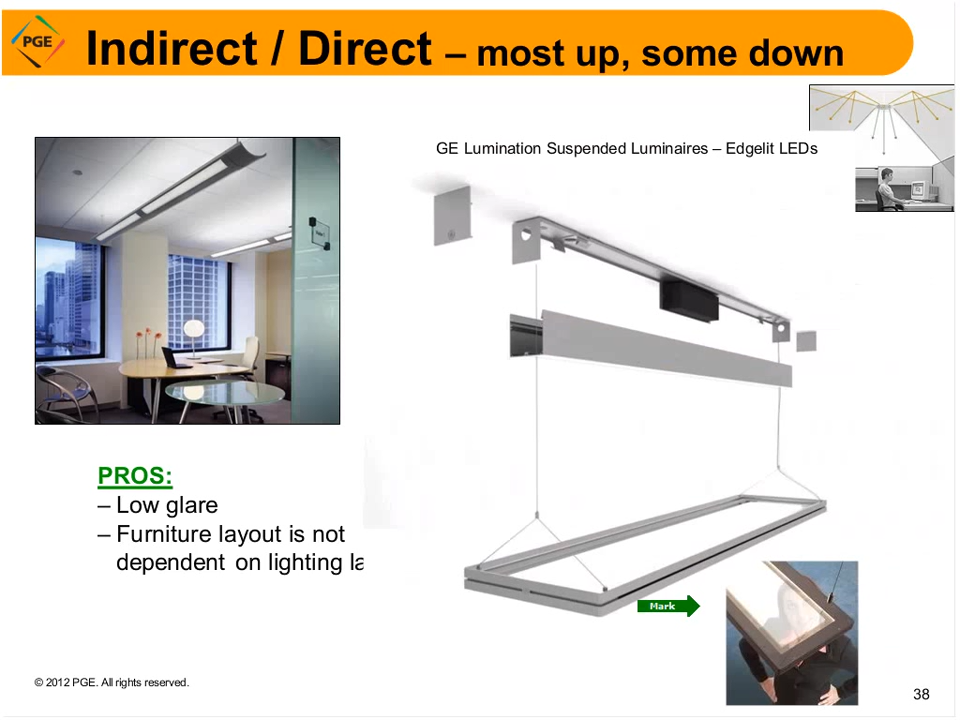 PGE
Indirect / Direct – most up, some down
GE Lumination Suspended Luminaires – Edgelit LEDs
PROS:
– Low glare
– Furniture layout is not
dependent on lighting la
Mark
© 2012 PGE. All rights reserved.
38